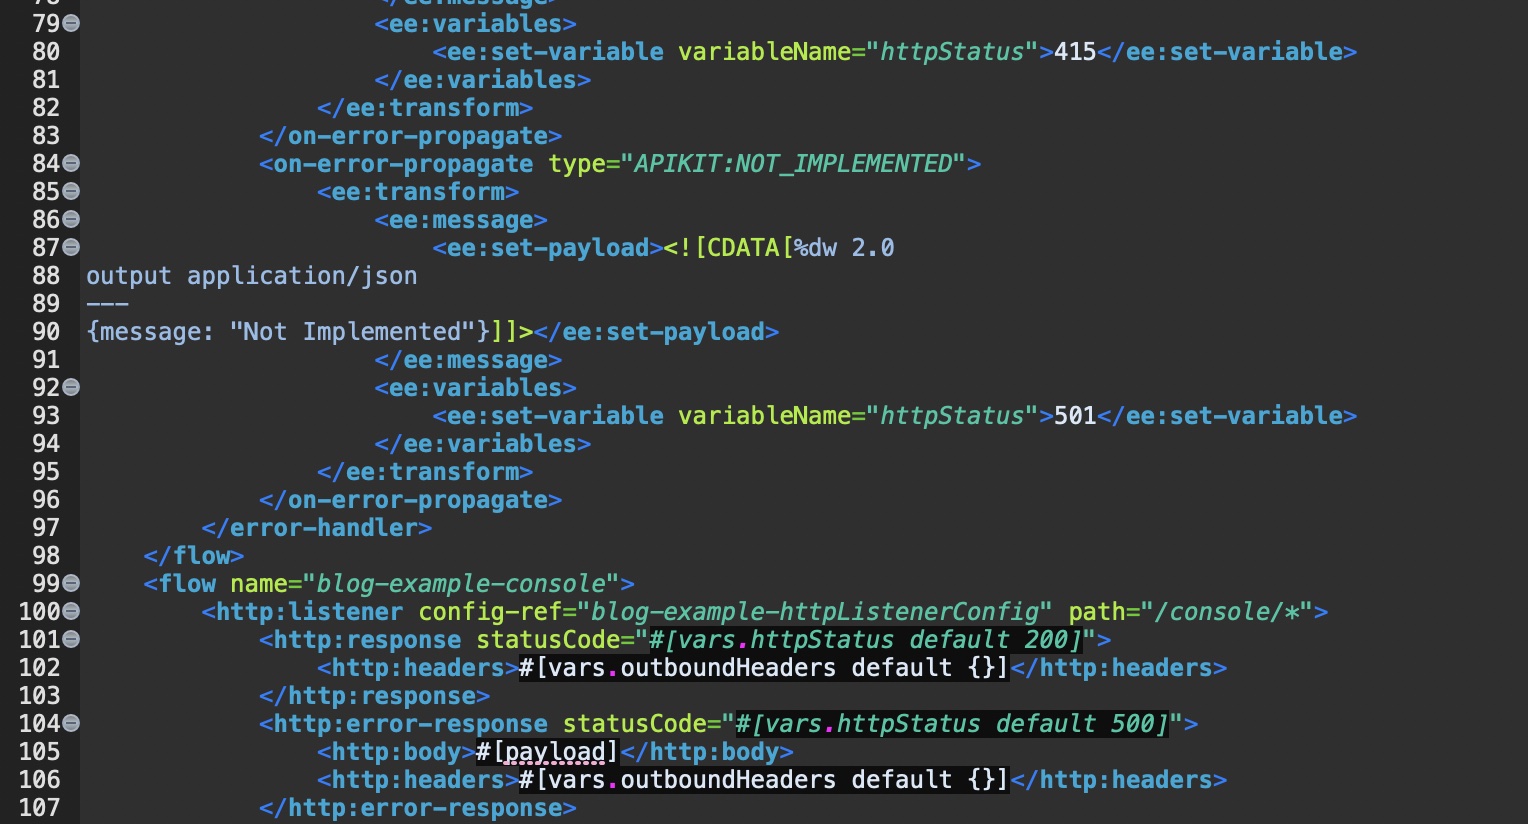 78 </ee:message>
79 <ee:variables>
80 <ee:set-variable variableName="httpStatus">415</ee:set-variable>
81 </ee:variables>
82 </ee:transform>
83 </on-error-propagate>
84 <on-error-propagate type="APIKIT:NOT_IMPLEMENTED">
85 <ee:transform>
86 <ee:message>
87 <ee:set-payload><![CDATA[%dw 2.0
88 output application/json
89 ---
90 {message: "Not Implemented"}]]></ee:set-payload>
91 </ee:message>
92 <ee:variables>
93 <ee:set-variable variableName="httpStatus">501</ee:set-variable>
94 </ee:variables>
95 </ee:transform>
96 </on-error-propagate>
97 </error-handler>
98 </flow>
99 <flow name="blog-example-console">
100 <http:listener config-ref="blog-example-httpListenerConfig" path="/console/*">
101 <http:response statusCode="#[vars.httpStatus default 200]">
102 <http:headers>#[vars.outboundHeaders default {}]</http:headers>
103 </http:response>
104 <http:error-response statusCode="#[vars.httpStatus default 500]">
105 <http:body>#[payload]</http:body>
106 <http:headers>#[vars.outboundHeaders default {}]</http:headers>
107 </http:error-response>